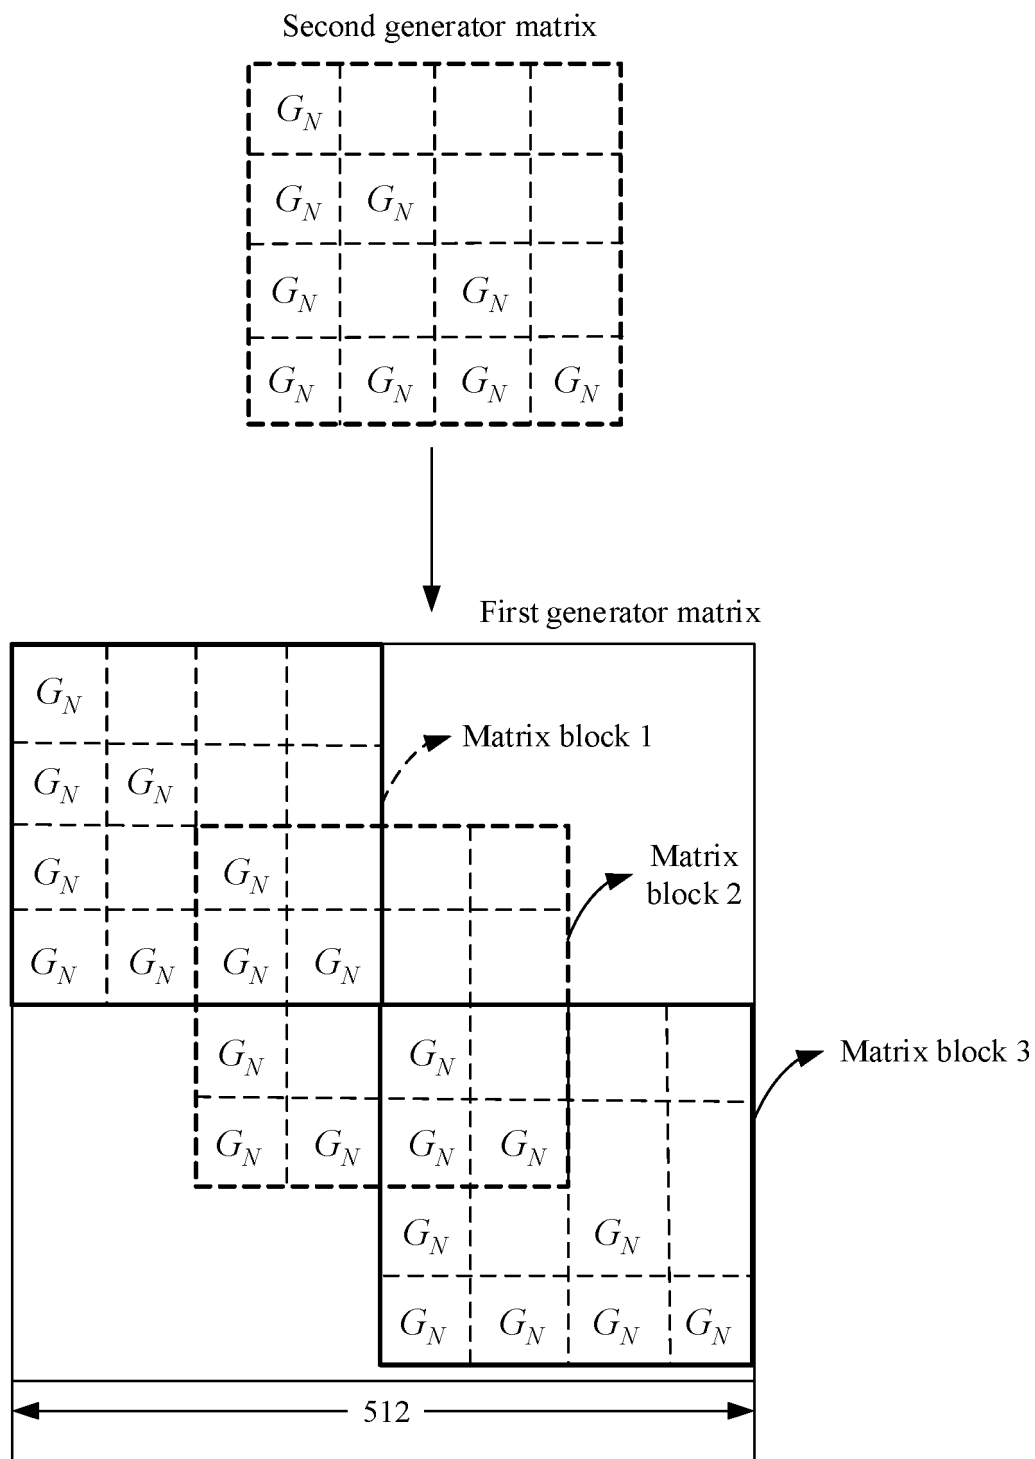 Second generator matrix
G_N
G_N G_N
G_N G_N
G_N G_N G_N G_N
First generator matrix
G_N
Matrix block 1
G_N G_N
G_N G_N
Matrix
block 2
G_N G_N G_N G_N
G_N G_N
Matrix block 3
G_N G_N G_N G_N
G_N G_N
G_N G_N G_N G_N
512